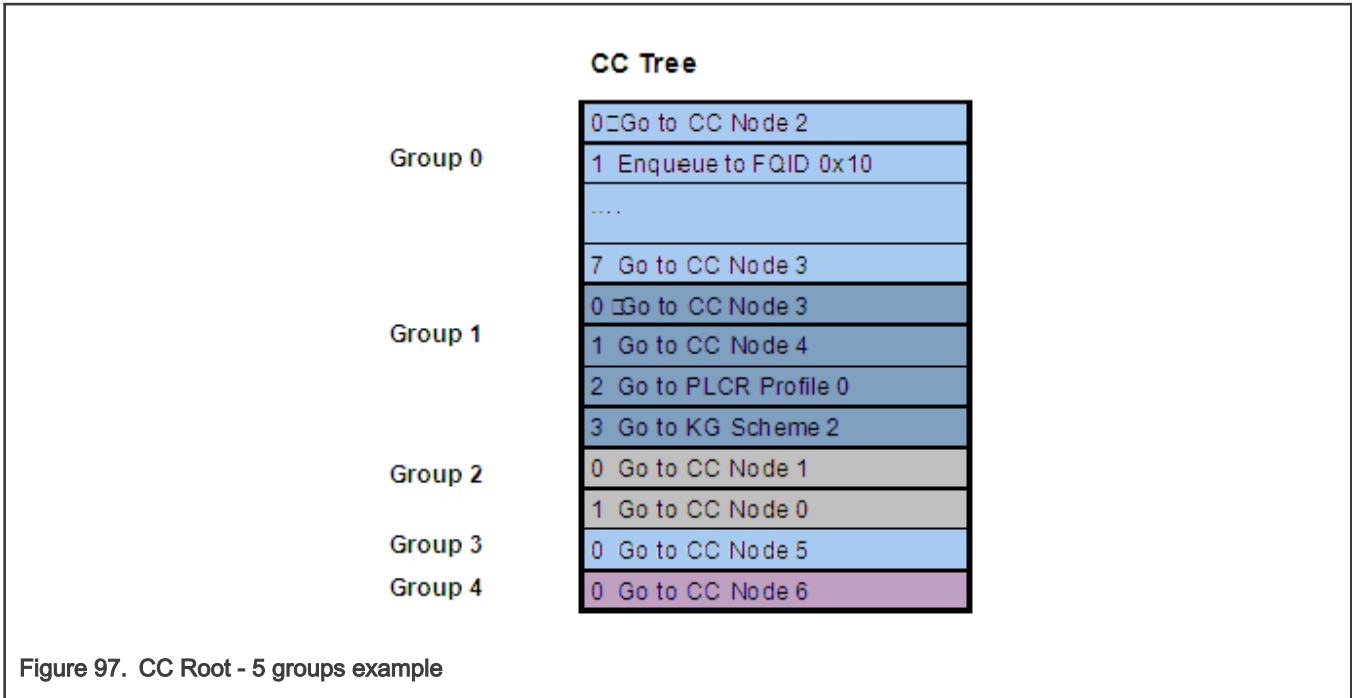 CC Tree
Group 0
0 Go to CC Node 2
1 Enqueue to FQID 0x10
....
7 Go to CC Node 3
Group 1
0 Go to CC Node 3
1 Go to CC Node 4
2 Go to PLCR Profile 0
3 Go to KG Scheme 2
Group 2
0 Go to CC Node 1
1 Go to CC Node 0
Group 3
0 Go to CC Node 5
Group 4
0 Go to CC Node 6
Figure 97. CC Root - 5 groups example